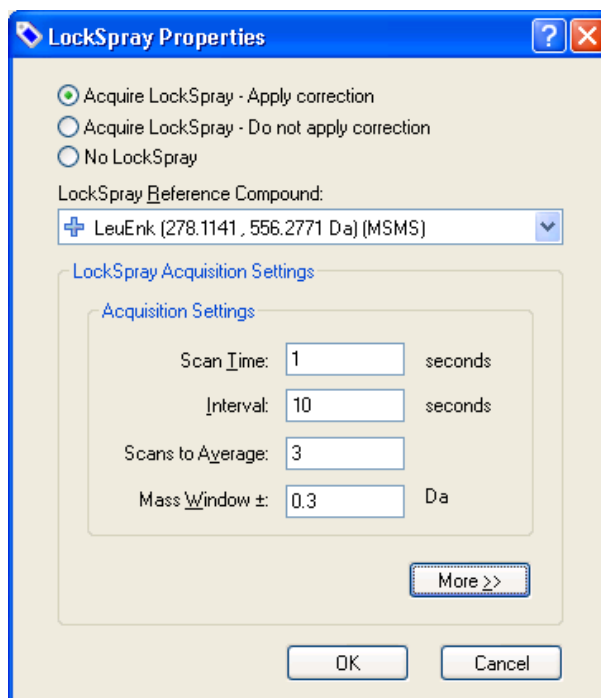 LockSpray Properties
Acquire LockSpray - Apply correction
Acquire LockSpray - Do not apply correction
No LockSpray
LockSpray Reference Compound:
LeuEnk (278.1141 , 556.2771 Da) (MSMS)
LockSpray Acquisition Settings
Acquisition Settings
Scan Time: 1 seconds
Interval: 10 seconds
Scans to Average: 3
Mass Window ±: 0.3 Da
More >>
OK Cancel